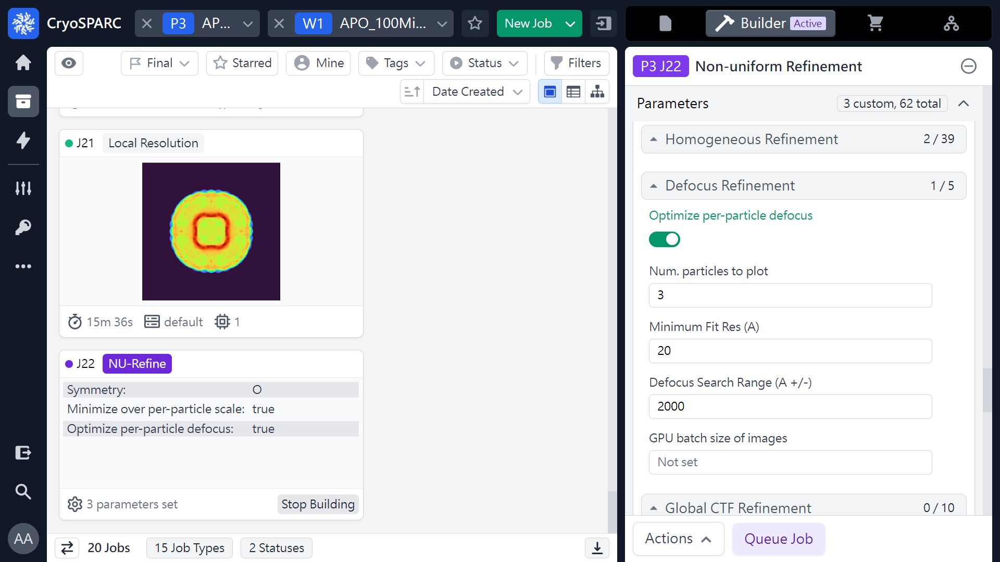 CryoSPARC
P3 AP...
W1 APO_100Mi...
New Job
Builder Active
Final
Starred
Mine
Tags
Status
Filters
Date Created
J21 Local Resolution
15m 36s default 1
J22 NU-Refine
Symmetry: O
Minimize over per-particle scale: true
Optimize per-particle defocus: true
3 parameters set
Stop Building
20 Jobs
15 Job Types
2 Statuses
AA
P3 J22 Non-uniform Refinement
Parameters
3 custom, 62 total
Homogeneous Refinement 2 / 39
Defocus Refinement 1 / 5
Optimize per-particle defocus
Num. particles to plot
3
Minimum Fit Res (A)
20
Defocus Search Range (A +/-)
2000
GPU batch size of images
Not set
Global CTF Refinement 0 / 10
Actions
Queue Job